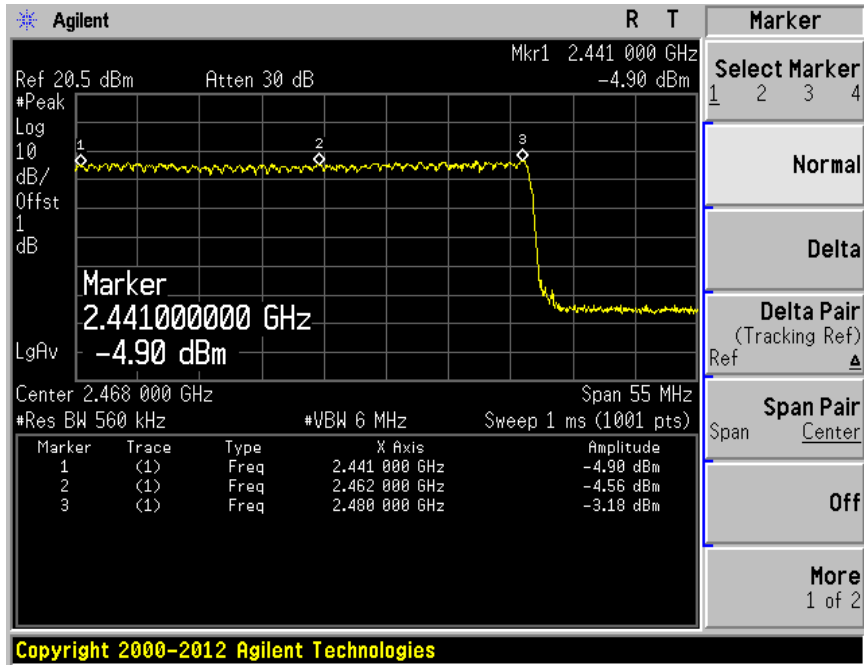 Agilent R T
Mkr1 2.441 000 GHz
Ref 20.5 dBm Atten 30 dB -4.90 dBm
#Peak
Log
10
dB/
Offst
1
dB
LgAv
1 2 3
Marker
2.441000000 GHz
-4.90 dBm
Center 2.468 000 GHz Span 55 MHz
#Res BW 560 kHz #VBW 6 MHz Sweep 1 ms (1001 pts)
Marker Trace Type X Axis Amplitude
1 (1) Freq 2.441 000 GHz -4.90 dBm
2 (1) Freq 2.462 000 GHz -4.56 dBm
3 (1) Freq 2.480 000 GHz -3.18 dBm
Marker
Select Marker
1 2 3 4
Normal
Delta
Delta Pair
(Tracking Ref)
Ref Δ
Span Pair
Span Center
Off
More
1 of 2
Copyright 2000-2012 Agilent Technologies